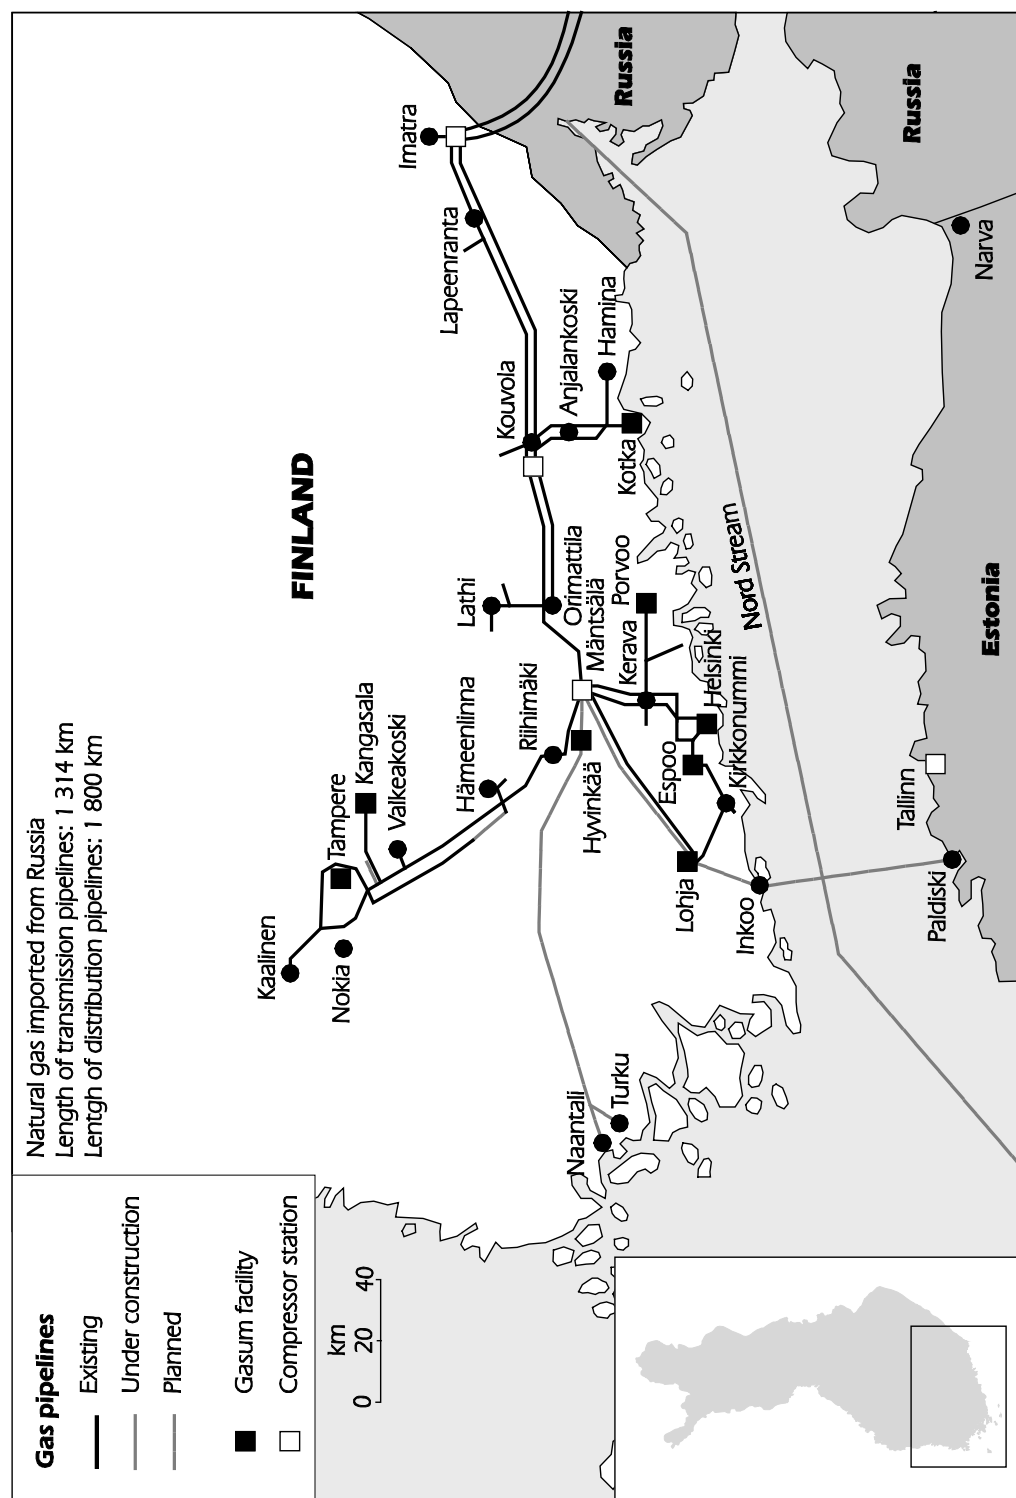 Natural gas imported from Russia
Length of transmission pipelines: 1 314 km
Lentgh of distribution pipelines: 1 800 km
Gas pipelines
Existing
Under construction
Planned
Gasum facility
Compressor station
0 20 40
km
FINLAND
Russia
Russia
Estonia
Nord Stream
Kaalinen
Nokia
Tampere
Kangasala
Valkeakoski
Hämeenlinna
Riihimäki
Hyvinkää
Lathi
Orimattila
Mäntsälä
Kouvola
Anjalankoski
Hamina
Kotka
Lapeenranta
Imatra
Porvoo
Kerava
Helsinki
Espoo
Kirkkonummi
Lohja
Inkoo
Naantali
Turku
Tallinn
Paldiski
Narva